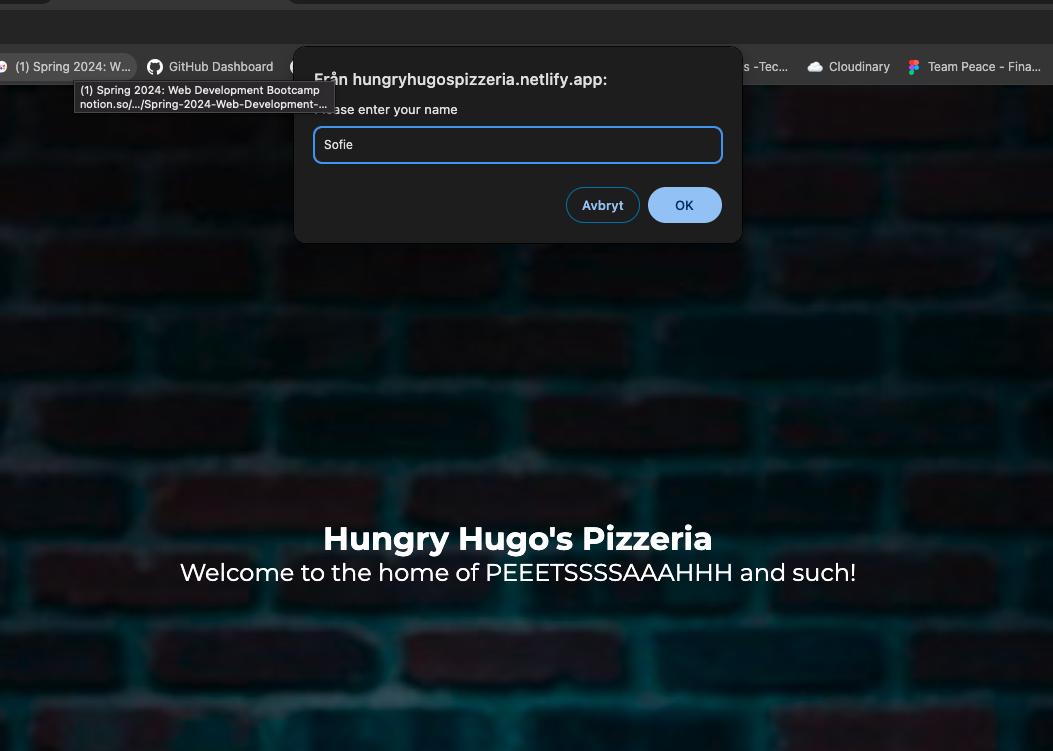 (1) Spring 2024: W...
GitHub Dashboard
s -Tec...
Cloudinary
Team Peace - Fina...
(1) Spring 2024: Web Development Bootcamp
notion.so/.../Spring-2024-Web-Development-...
Från hungryhugospizzeria.netlify.app:
ase enter your name
Sofie
Avbryt
OK
Hungry Hugo's Pizzeria
Welcome to the home of PEEETSSSSAAAHHH and such!